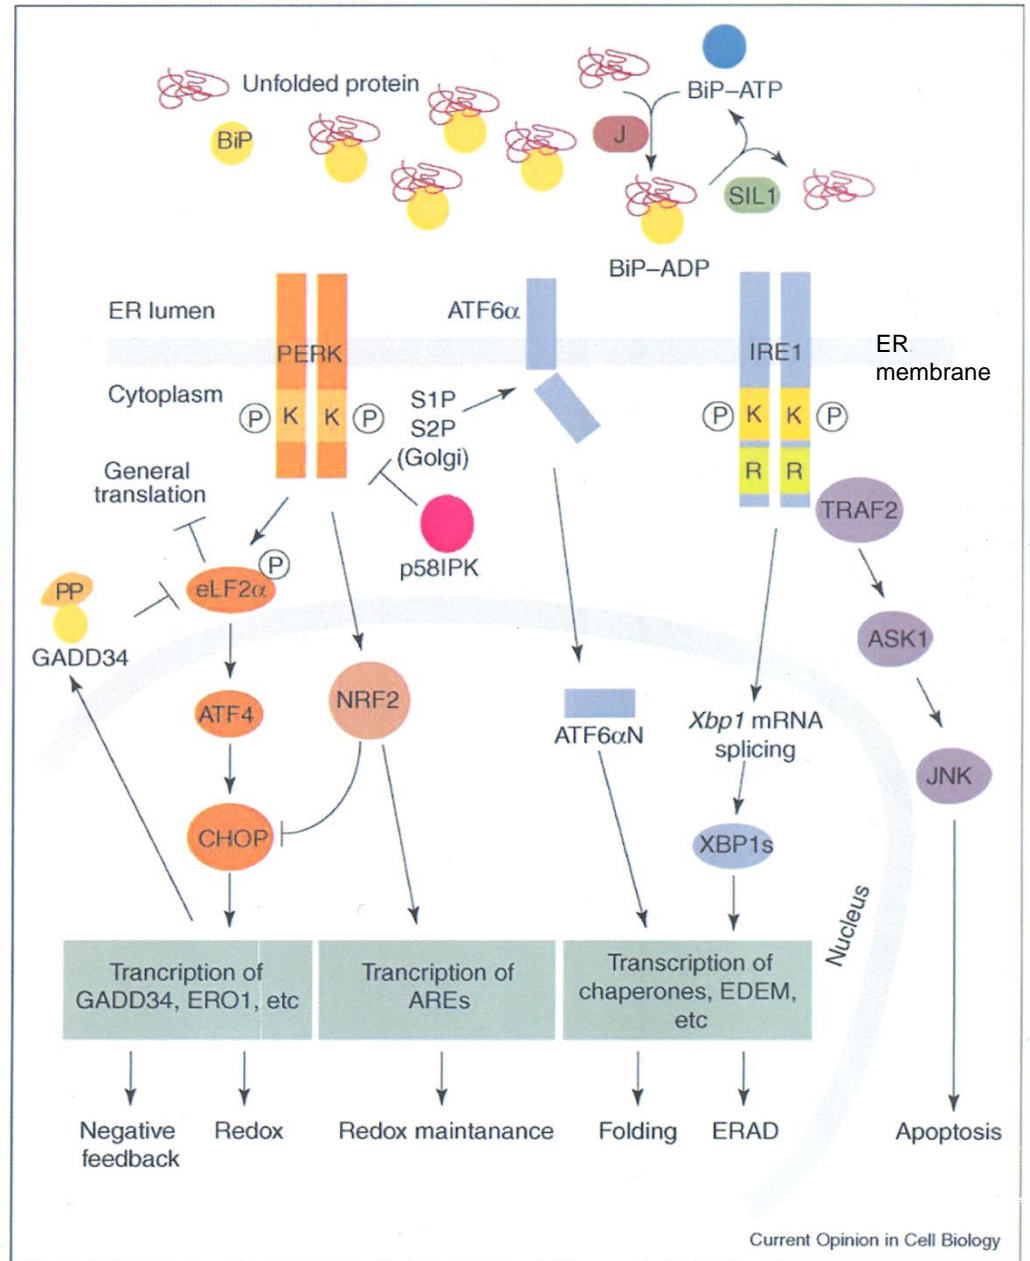 Unfolded protein
BiP
BiP–ATP
J
SIL1
BiP–ADP
ER lumen
ATF6α
PERK
IRE1
ER
membrane
Cytoplasm
P
K
K
P
S1P
S2P
(Golgi)
P
K
K
P
R
R
General
translation
TRAF2
P
p58IPK
eLF2α
PP
GADD34
ASK1
NRF2
ATF4
ATF6αN
Xbp1 mRNA
splicing
JNK
CHOP
XBP1s
Nucleus
Trancription of
GADD34, ERO1, etc
Trancription of
AREs
Transcription of
chaperones, EDEM,
etc
Negative
feedback
Redox
Redox maintanance
Folding
ERAD
Apoptosis
Current Opinion in Cell Biology